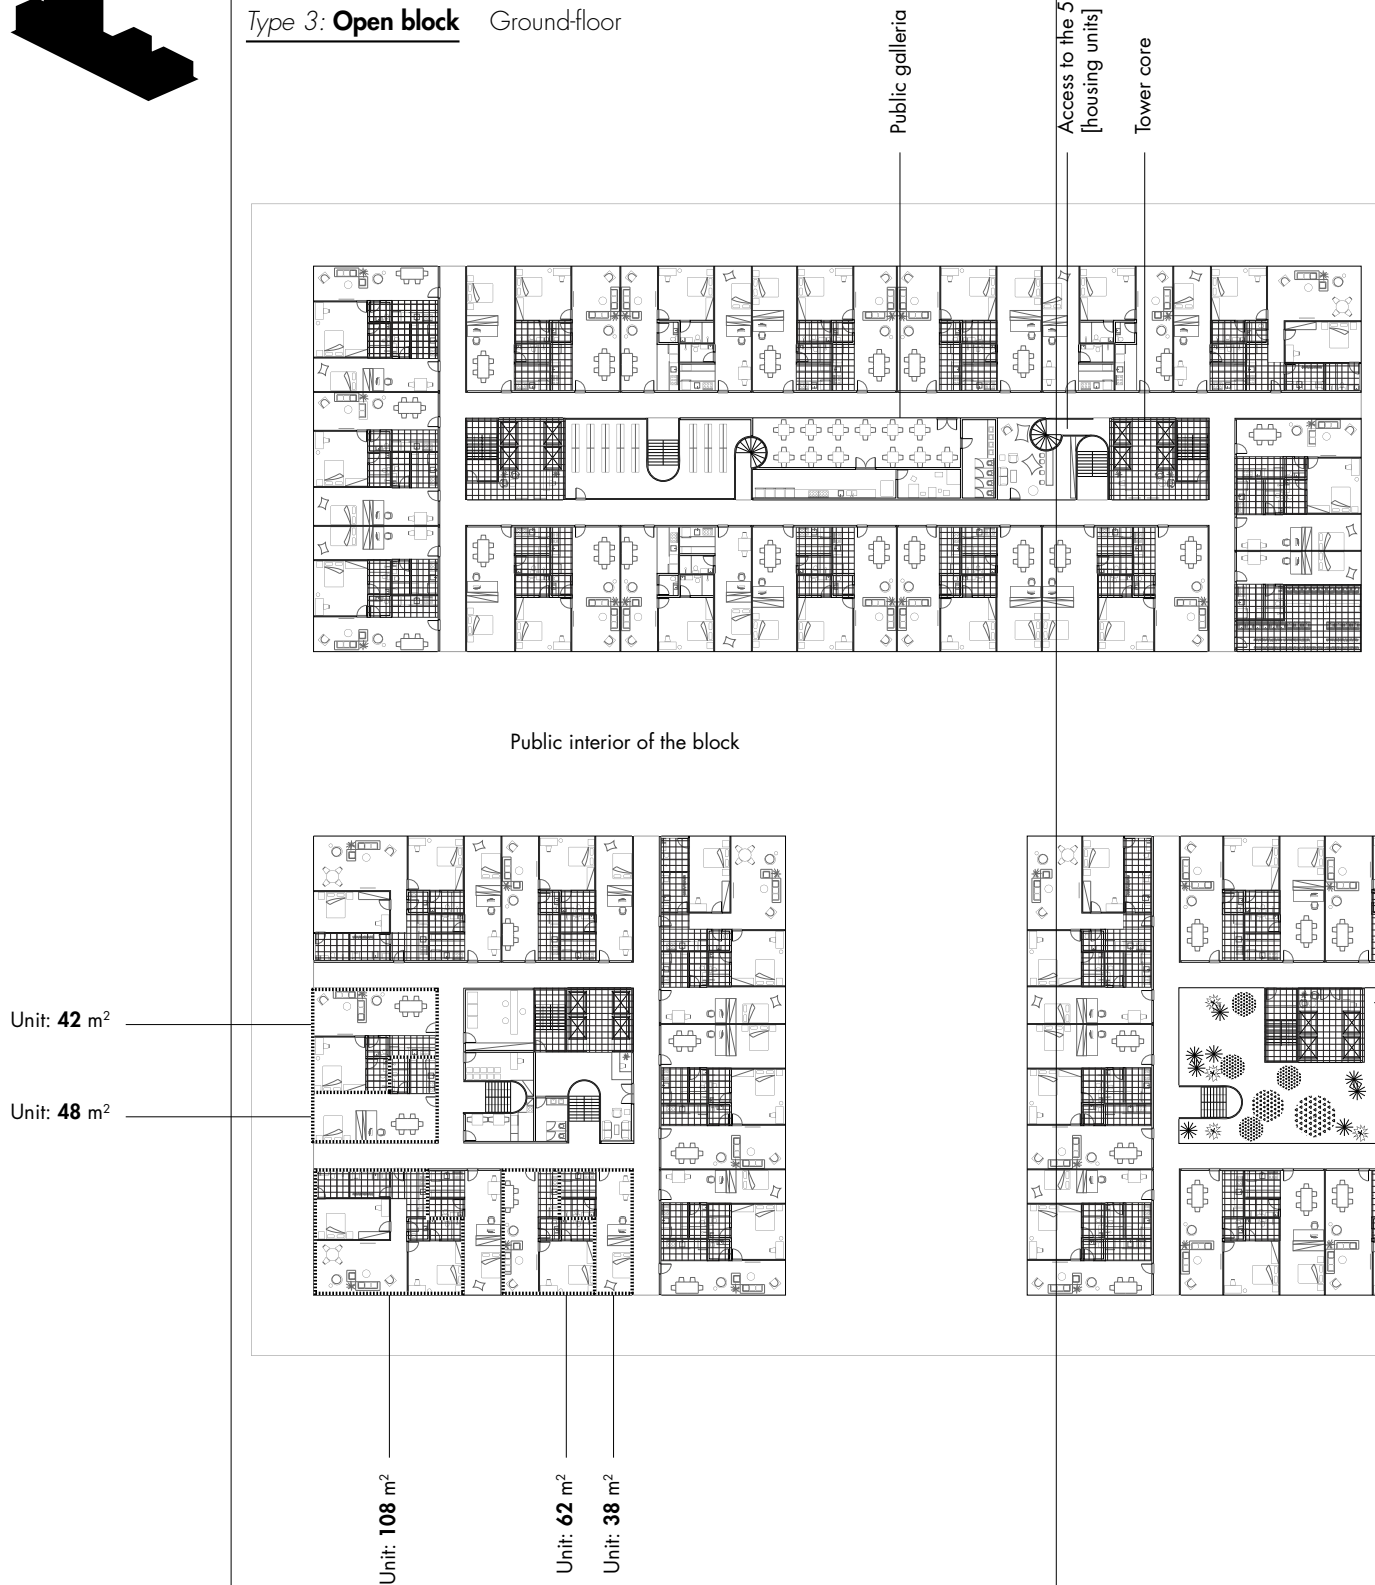 Type 3: Open block Ground-floor
Public galleria
Access to the 5
[housing units]
Tower core
Public interior of the block
Unit: 42 m²
Unit: 48 m²
Unit: 108 m²
Unit: 62 m²
Unit: 38 m²